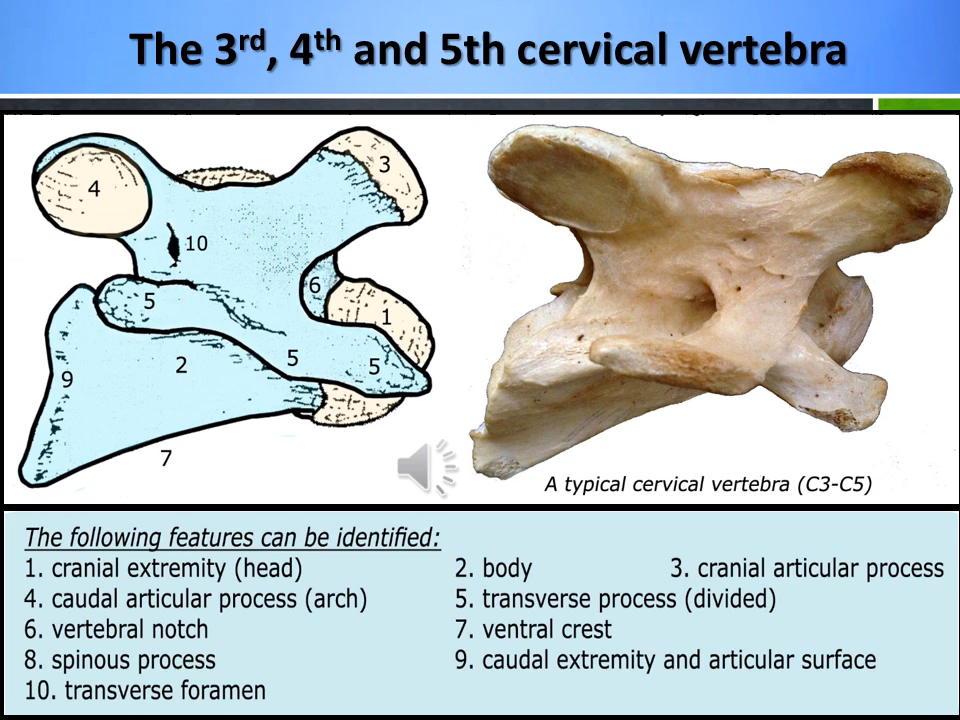 The 3rd, 4th and 5th cervical vertebra
4
3
10
6
5
1
2
5
5
9
7
A typical cervical vertebra (C3-C5)
The following features can be identified:
1. cranial extremity (head) 2. body 3. cranial articular process
4. caudal articular process (arch) 5. transverse process (divided)
6. vertebral notch 7. ventral crest
8. spinous process 9. caudal extremity and articular surface
10. transverse foramen